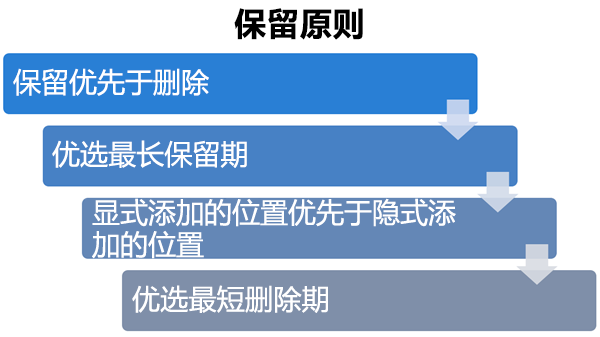 保留原则
保留优先于删除
优选最长保留期
显式添加的位置优先于隐式添
加的位置
优选最短删除期